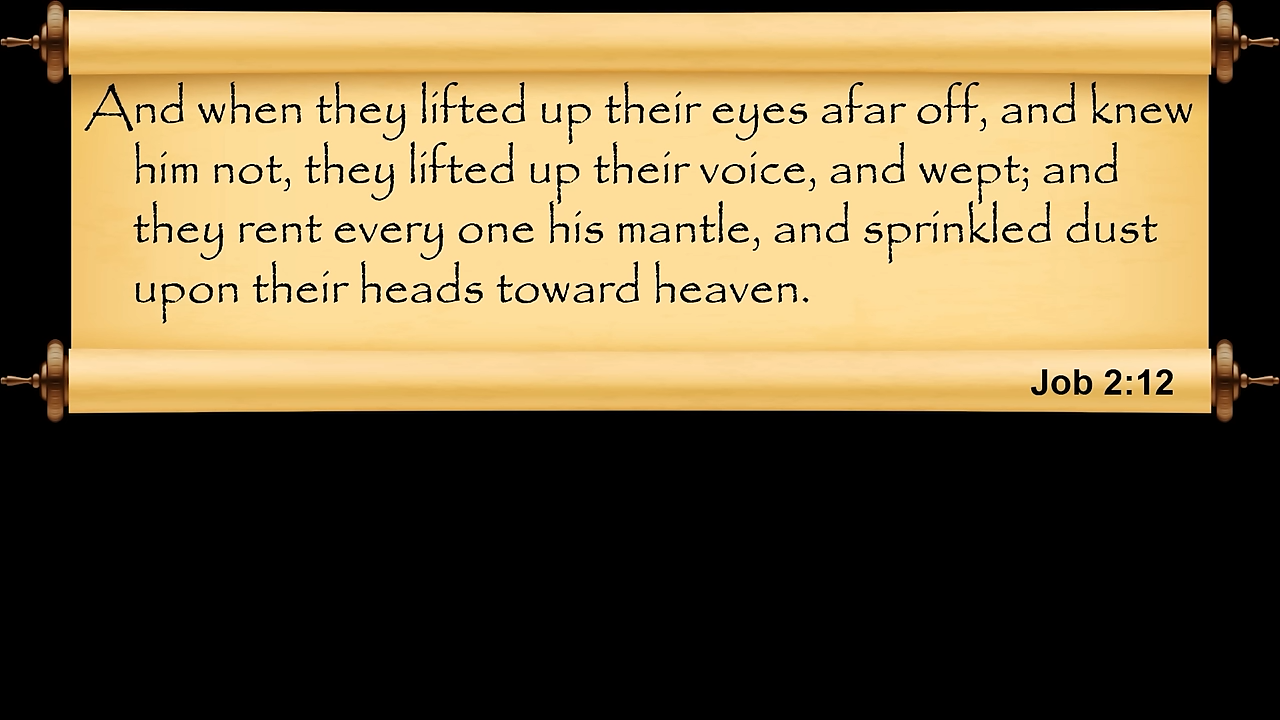 And when they lifted up their eyes afar off, and knew
him not, they lifted up their voice, and wept; and
they rent every one his mantle, and sprinkled dust
upon their heads toward heaven.
Job 2:12